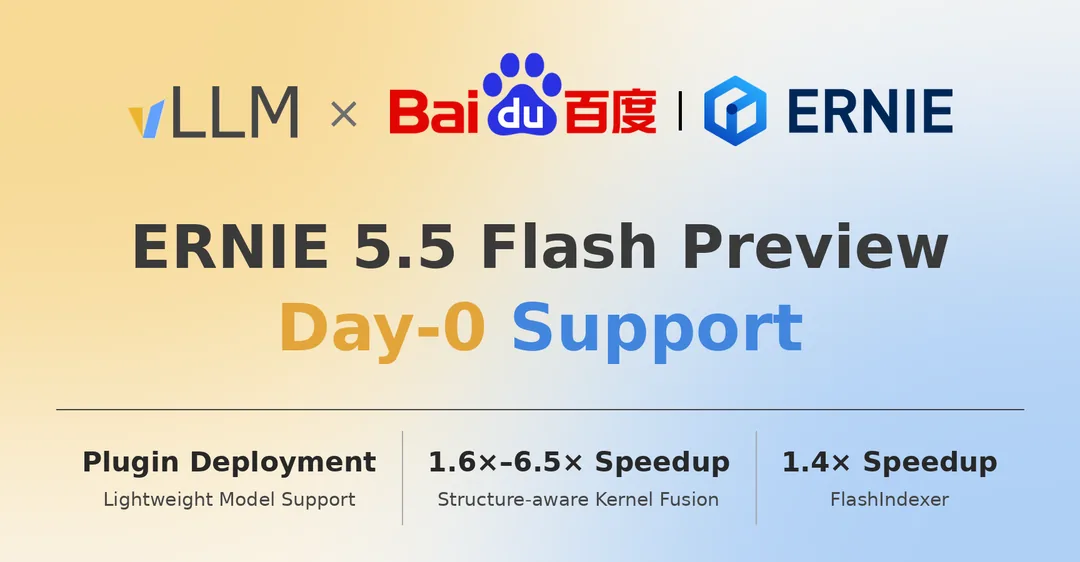 vLLM × Baidu百度 | ERNIE
ERNIE 5.5 Flash Preview
Day-0 Support
Plugin Deployment
Lightweight Model Support
1.6×–6.5× Speedup
Structure-aware Kernel Fusion
1.4× Speedup
FlashIndexer